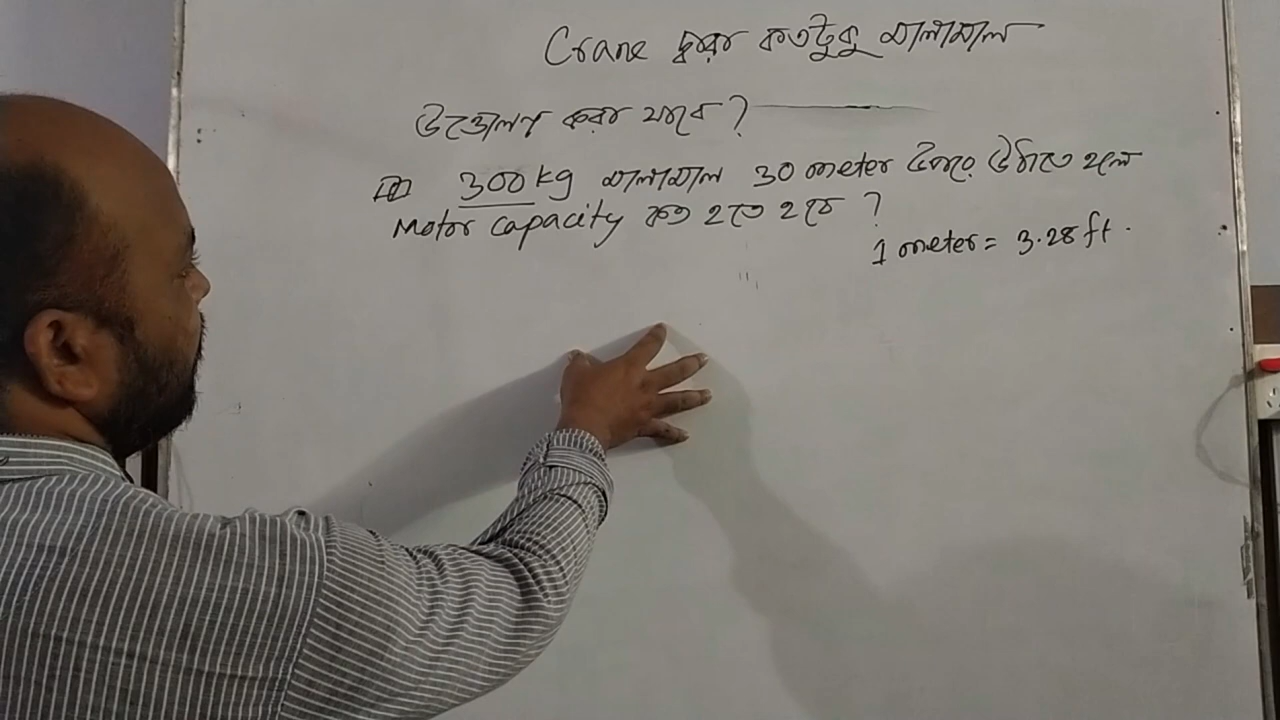 Crane দ্বারা কতটুকু মালামাল
উত্তোলন করা যাবে?
300 kg মালামাল 30 meter উপরে উঠাতে হলে
Motor capacity কত হতে হবে ?
1 meter = 3.28 ft.